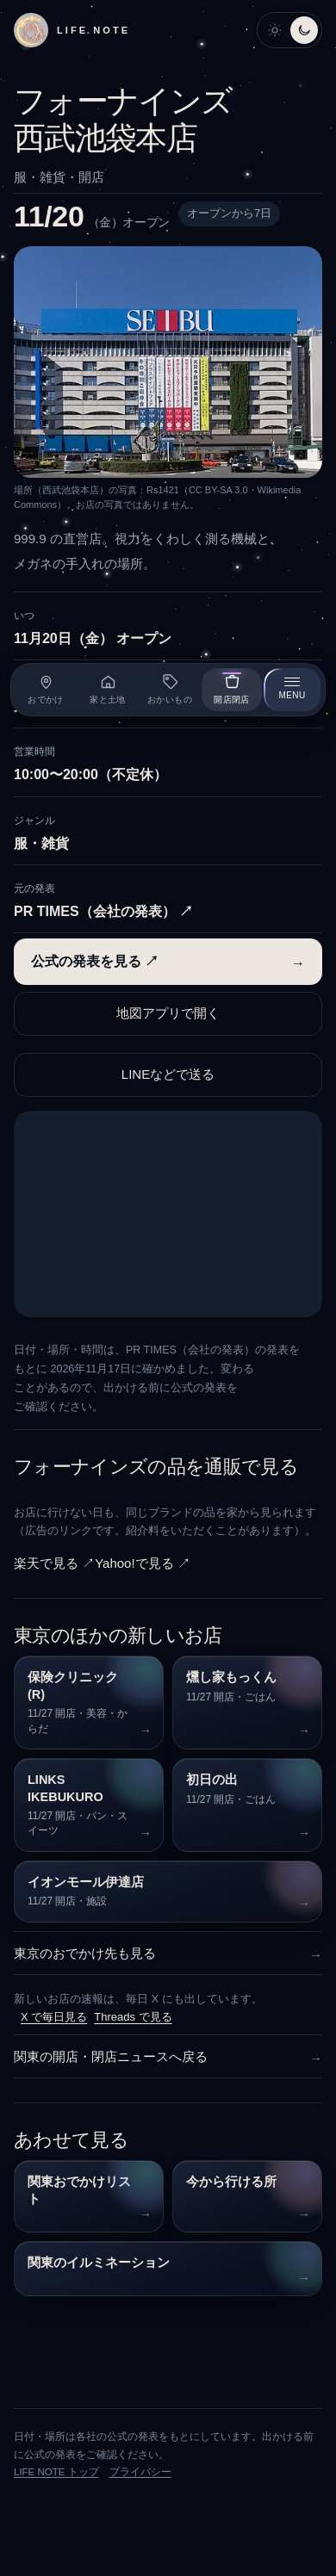 LIFE.NOTE
フォーナインズ
西武池袋本店
服・雑貨・開店
11/20 （金）オープン オープンから7日
SEIBU
場所（西武池袋本店）の写真：Rs1421（CC BY-SA 3.0・Wikimedia
Commons）。お店の写真ではありません。
999.9 の直営店。視力をくわしく測る機械と、
メガネの手入れの場所。
いつ
11月20日（金） オープン
おでかけ 家と土地 おかいもの 開店閉店 MENU
営業時間
10:00〜20:00（不定休）
ジャンル
服・雑貨
元の発表
PR TIMES（会社の発表） ↗
公式の発表を見る ↗ →
地図アプリで開く
LINEなどで送る
日付・場所・時間は、PR TIMES（会社の発表）の発表を
もとに 2026年11月17日に確かめました。変わる
ことがあるので、出かける前に公式の発表を
ご確認ください。
フォーナインズの品を通販で見る
お店に行けない日も、同じブランドの品を家から見られます
（広告のリンクです。紹介料をいただくことがあります）。
楽天で見る ↗Yahoo!で見る ↗
東京のほかの新しいお店
保険クリニック
(R)
11/27 開店・美容・か
らだ →
燻し家もっくん
11/27 開店・ごはん
→
LINKS
IKEBUKURO
11/27 開店・パン・ス
イーツ →
初日の出
11/27 開店・ごはん
→
イオンモール伊達店
11/27 開店・施設 →
東京のおでかけ先も見る →
新しいお店の速報は、毎日 X にも出しています。
X で毎日見る Threads で見る
関東の開店・閉店ニュースへ戻る →
あわせて見る
関東おでかけリス
ト →
今から行ける所
→
関東のイルミネーション
→
日付・場所は各社の公式の発表をもとにしています。出かける前
に公式の発表をご確認ください。
LIFE NOTE トップ プライバシー